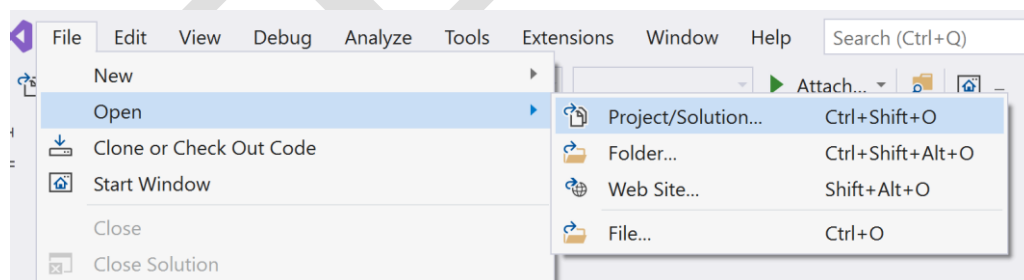 File Edit View Debug Analyze Tools Extensions Window Help Search (Ctrl+Q)
New
Attach...
Open
Project/Solution... Ctrl+Shift+O
Clone or Check Out Code
Folder... Ctrl+Shift+Alt+O
Start Window
Web Site... Shift+Alt+O
Close
File... Ctrl+O
Close Solution